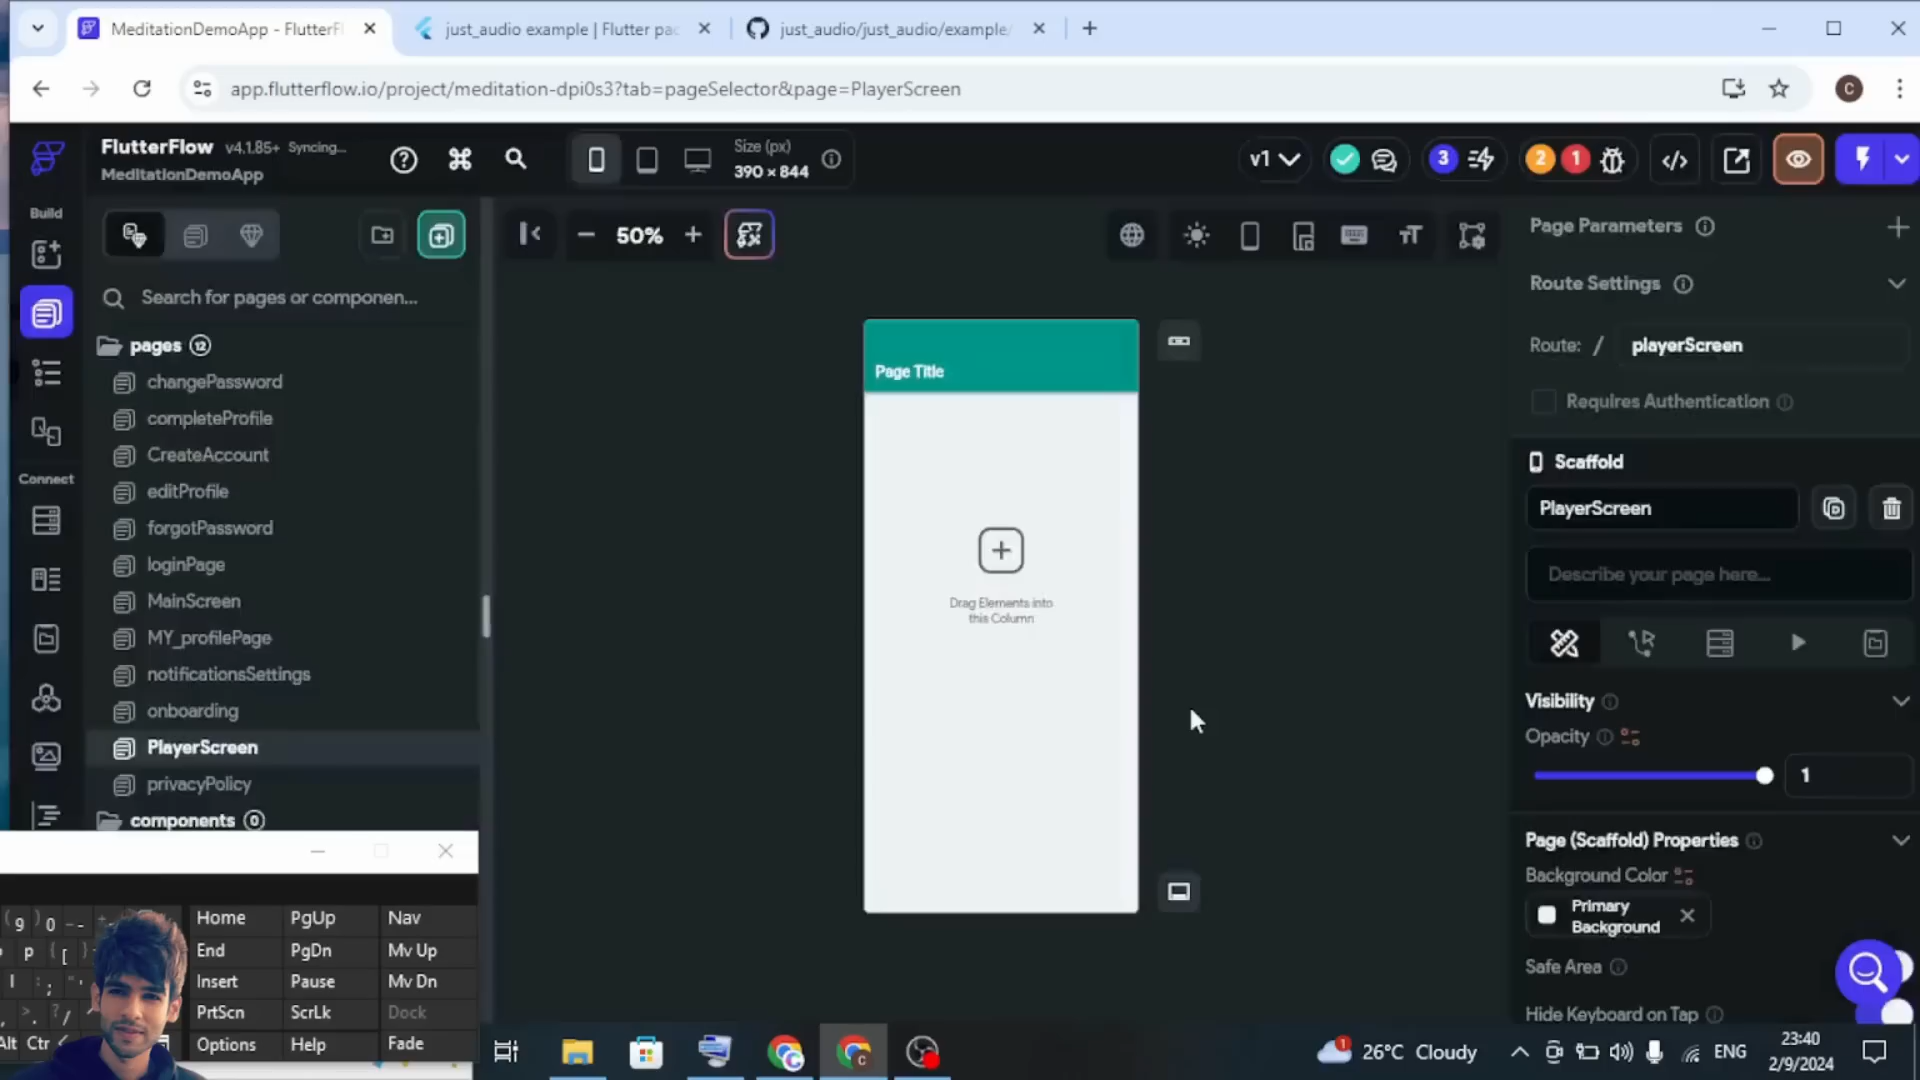 MeditationDemoApp - FlutterF
just_audio example | Flutter pac
just_audio/just_audio/example/
app.flutterflow.io/project/meditation-dpi0s3?tab=pageSelector&page=PlayerScreen
C
FlutterFlow v4.1.85+ Syncing...
MeditationDemoApp
Size (px)
390 × 844
v1
3
2
1
Build
Connect
50%
Search for pages or componen...
pages 12
changePassword
completeProfile
CreateAccount
editProfile
forgotPassword
loginPage
MainScreen
MY_profilePage
notificationsSettings
onboarding
PlayerScreen
privacyPolicy
components 0
Page Title
Drag Elements into
this Column
Page Parameters
Route Settings
Route: / playerScreen
Requires Authentication
Scaffold
PlayerScreen
Describe your page here...
Visibility
Opacity
1
Page (Scaffold) Properties
Background Color
Primary
Background
Safe Area
Hide Keyboard on Tap
Home PgUp Nav
End PgDn Mv Up
Insert Pause Mv Dn
PrtScn ScrLk Dock
Options Help Fade
26°C Cloudy
ENG
23:40
2/9/2024